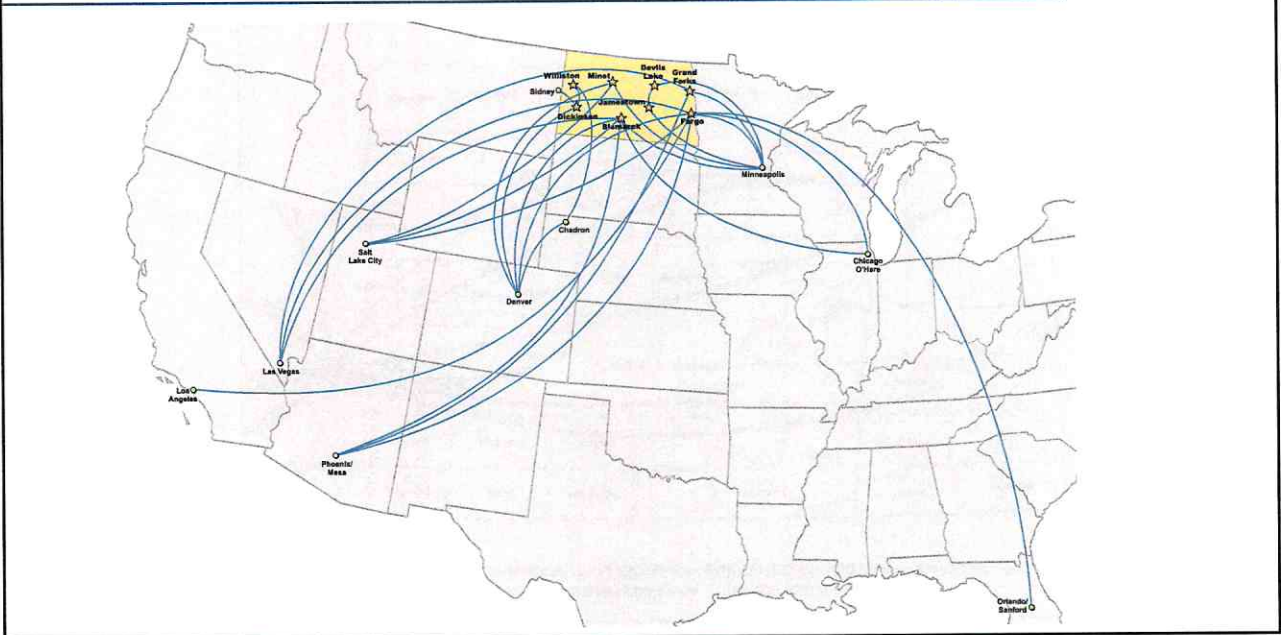 Devils
Lake
Grand
Forks
Williston
Minot
Sidney
Jamestown
Dickinson
Bismarck
Fargo
Minneapolis
Chadron
Salt
Lake City
Chicago
O'Hare
Denver
Las Vegas
Los
Angeles
Phoenix/
Mesa
Orlando/
Sanford